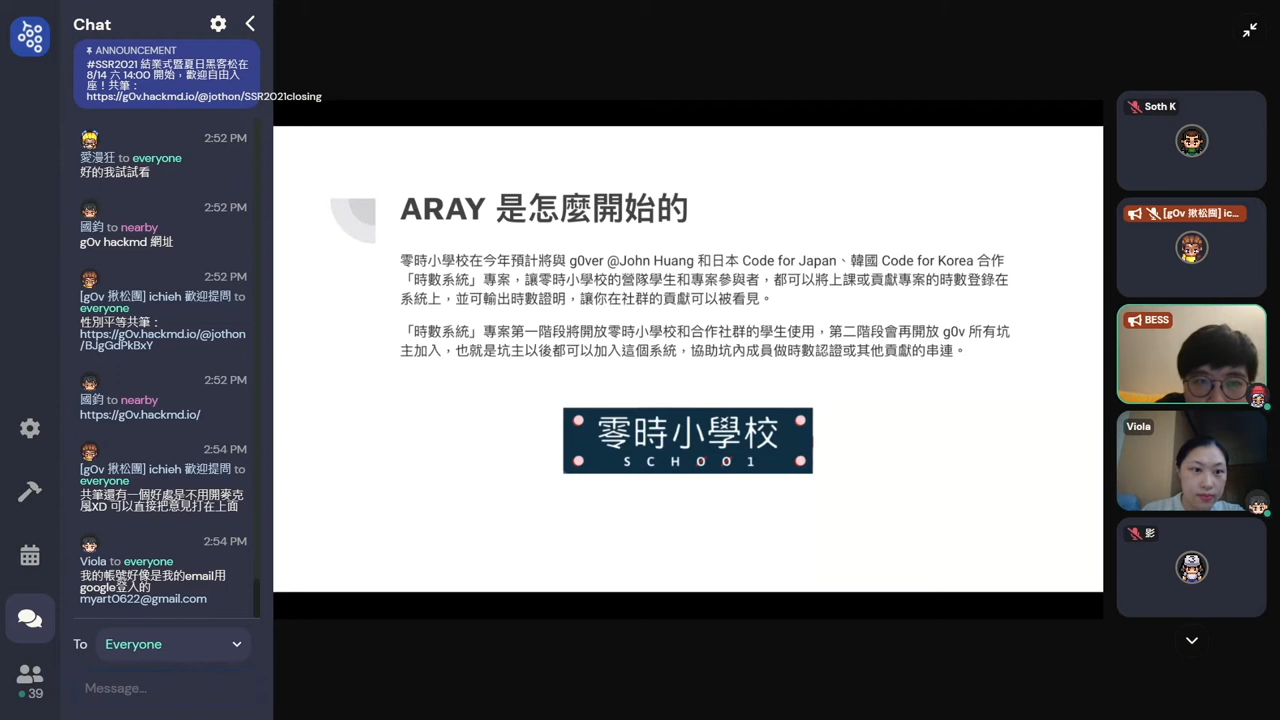 Chat
ANNOUNCEMENT
#SSR2021 結業式暨夏日黑客松在
8/14 六 14:00 開始，歡迎自由入
座！共筆：
https://g0v.hackmd.io/@jothon/SSR2021closing
2:52 PM
愛漫狂 to everyone
好的我試試看
2:52 PM
國鈞 to nearby
g0v hackmd 網址
2:52 PM
[g0v 揪松團] ichieh 歡迎提問 to
everyone
性別平等共筆：
https://g0v.hackmd.io/@jothon
/BJgGdPkBxY
2:52 PM
國鈞 to nearby
https://g0v.hackmd.io/
2:54 PM
[g0v 揪松團] ichieh 歡迎提問 to
everyone
共筆還有一個好處是不用開麥克
風XD 可以直接把意見打在上面
2:54 PM
Viola to everyone
我的帳號好像是我的email用
google登入的
myart0622@gmail.com
To
Everyone
Message...
39
ARAY 是怎麼開始的
零時小學校在今年預計將與 g0ver @John Huang 和日本 Code for Japan、韓國 Code for Korea 合作
「時數系統」專案，讓零時小學校的營隊學生和專案參與者，都可以將上課或貢獻專案的時數登錄在
系統上，並可輸出時數證明，讓你在社群的貢獻可以被看見。
「時數系統」專案第一階段將開放零時小學校和合作社群的學生使用，第二階段會再開放 g0v 所有坑
主加入，也就是坑主以後都可以加入這個系統，協助坑內成員做時數認證或其他貢獻的串連。
零時小學校
SCHOO1
Soth K
[g0v 揪松團] ic...
BESS
Viola
影